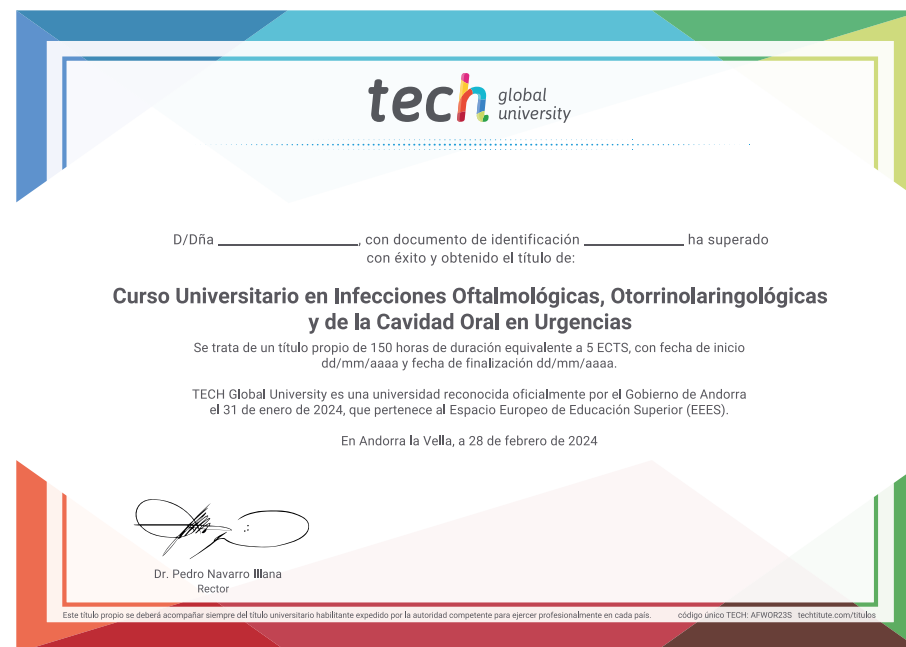 tech global university
D/Dña ____________________, con documento de identificación ______________ ha superado
con éxito y obtenido el título de:
Curso Universitario en Infecciones Oftalmológicas, Otorrinolaringológicas
y de la Cavidad Oral en Urgencias
Se trata de un título propio de 150 horas de duración equivalente a 5 ECTS, con fecha de inicio
dd/mm/aaaa y fecha de finalización dd/mm/aaaa.
TECH Global University es una universidad reconocida oficialmente por el Gobierno de Andorra
el 31 de enero de 2024, que pertenece al Espacio Europeo de Educación Superior (EEES).
En Andorra la Vella, a 28 de febrero de 2024
Dr. Pedro Navarro Illana
Rector
Este título propio se deberá acompañar siempre del título universitario habilitante expedido por la autoridad competente para ejercer profesionalmente en cada país. código único TECH: AFWOR23S techtitute.com/titulos